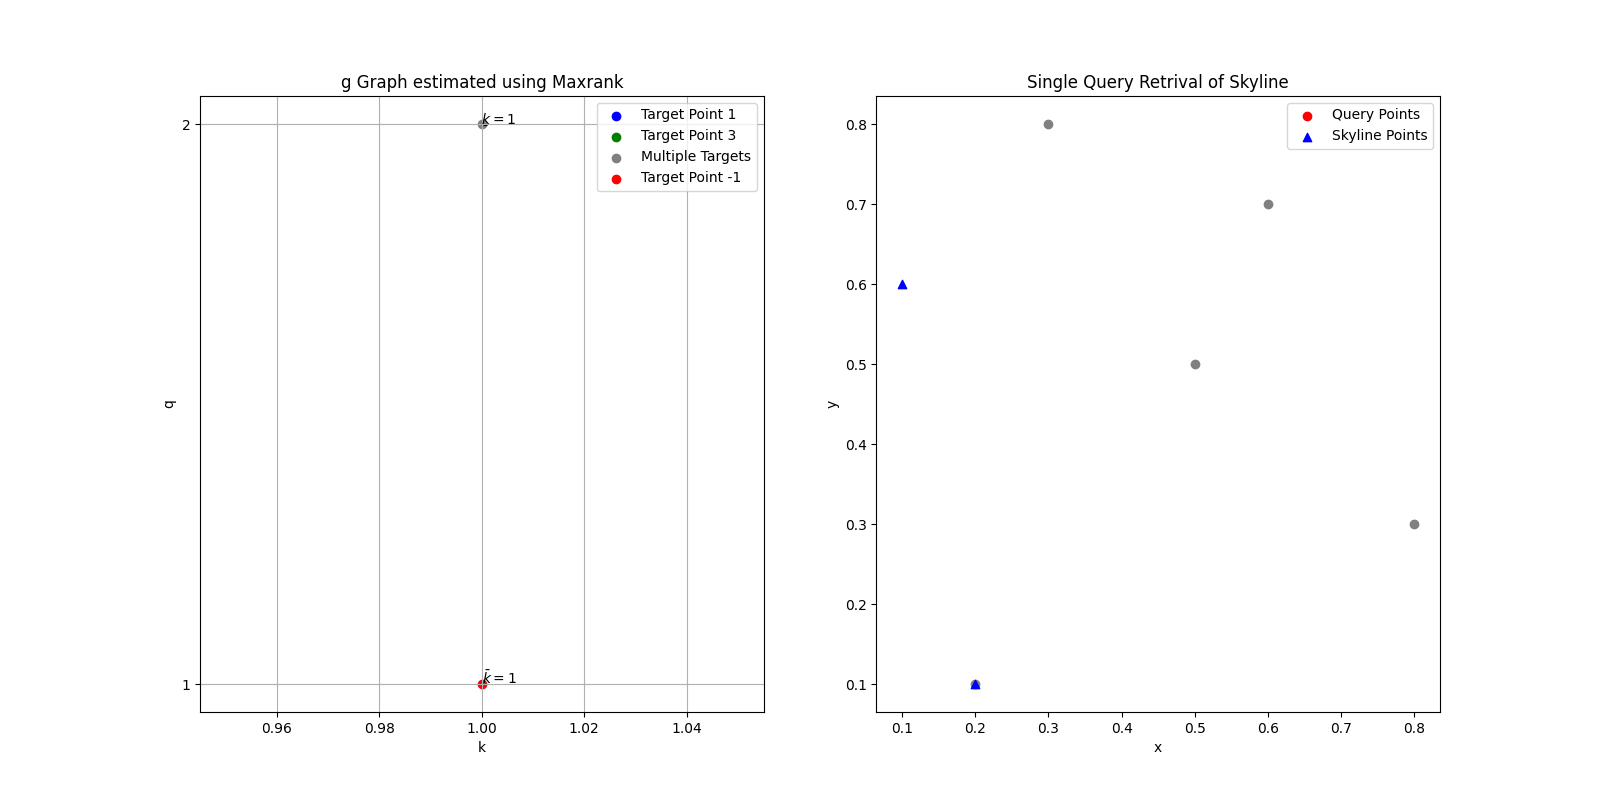 g Graph estimated using Maxrank
2
1
q
0.96
0.98
1.00
1.02
1.04
k
k = 1
k̄ = 1
Target Point 1
Target Point 3
Multiple Targets
Target Point -1
Single Query Retrival of Skyline
0.8
0.7
0.6
0.5
0.4
0.3
0.2
0.1
y
0.1
0.2
0.3
0.4
0.5
0.6
0.7
0.8
x
Query Points
Skyline Points